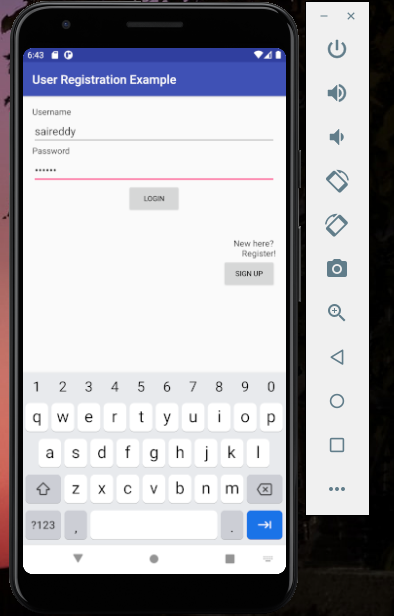 6:43
User Registration Example
Username
saireddy
Password
••••••
LOGIN
New here?
Register!
SIGN UP
1 2 3 4 5 6 7 8 9 0
q w e r t y u i o p
a s d f g h j k l
z x c v b n m
?123 , .